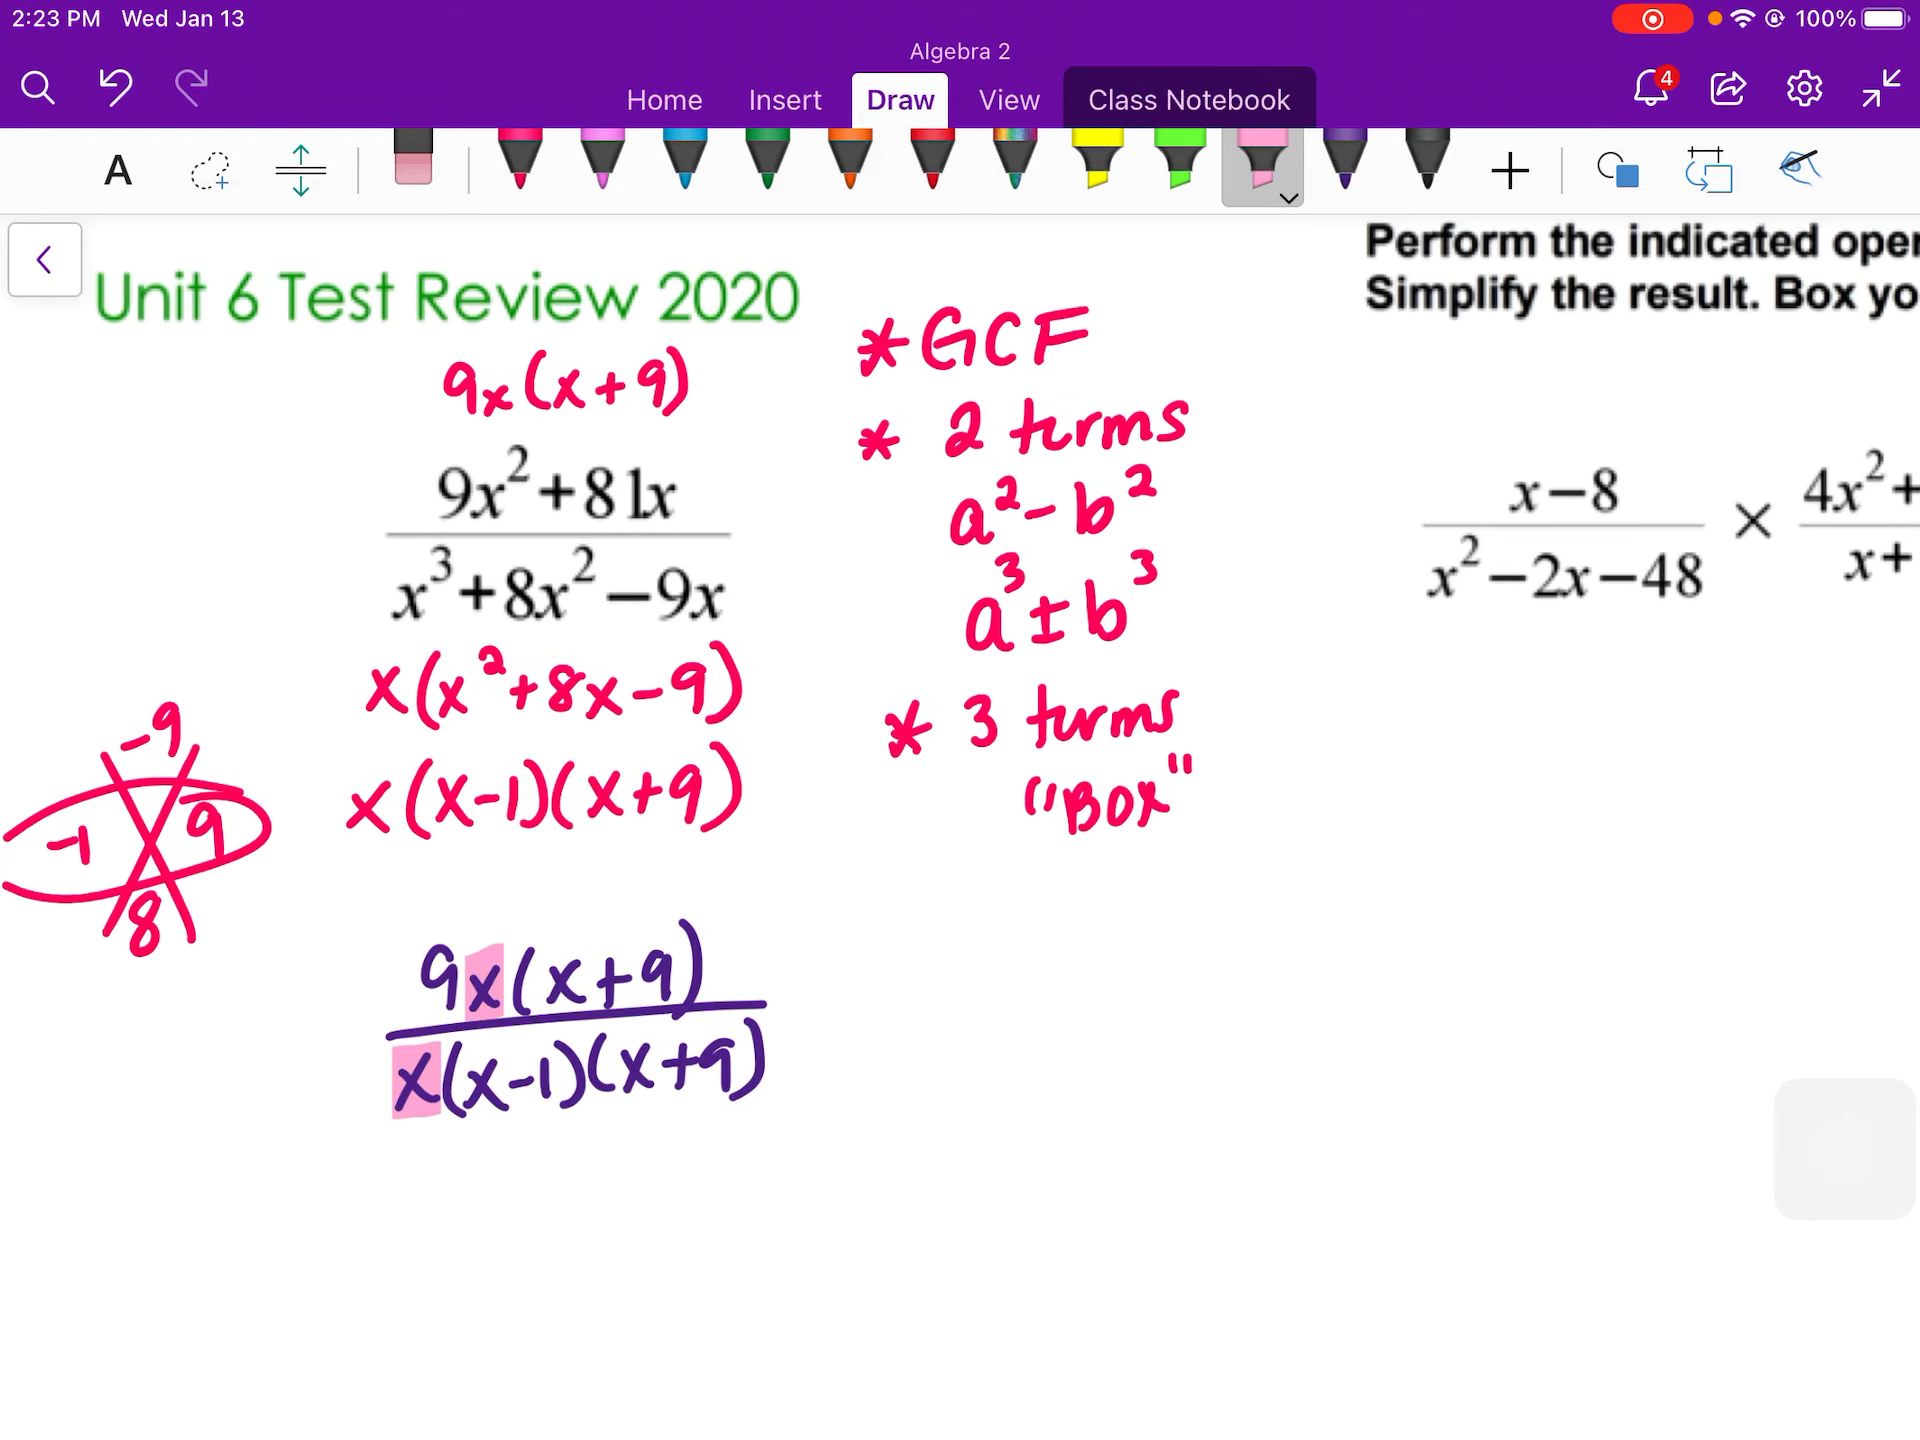 2:23 PM Wed Jan 13
100%
Algebra 2
Home Insert Draw View Class Notebook
4
A
Unit 6 Test Review 2020
9x(x+9)
9x²+81x
x³+8x²−9x
x(x²+8x-9)
x(x-1)(x+9)
-9
-1 9
8
9x(x+9)
x(x-1)(x+9)
*GCF
* 2 terms
a²-b²
a³±b³
* 3 terms
"BOX"
Perform the indicated oper
Simplify the result. Box yo
x−8
x²−2x−48
×
4x²+
x+